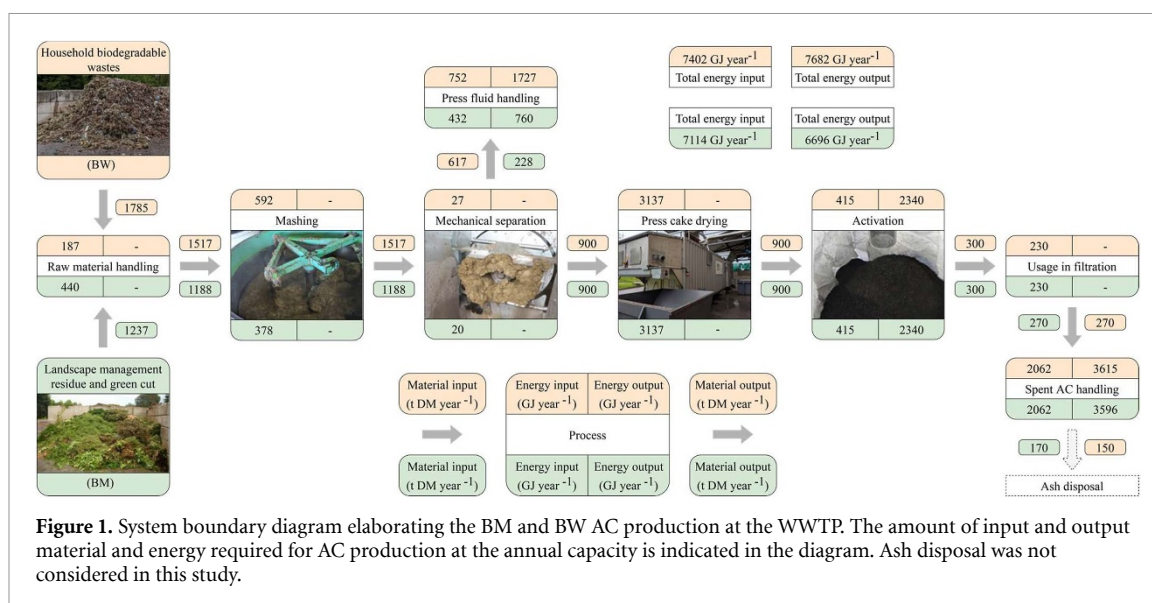 Household biodegradable
wastes
(BW)
1785
187 -
Raw material handling
440 -
1237
Landscape management
residue and green cut
(BM)
1517
1188
592 -
Mashing
378 -
1517
1188
752 1727
Press fluid handling
432 760
617 228
27 -
Mechanical separation
20 -
900
900
3137 -
Press cake drying
3137 -
900
900
415 2340
Activation
415 2340
300
300
7402 GJ year-1 7682 GJ year-1
Total energy input Total energy output
Total energy input Total energy output
7114 GJ year-1 6696 GJ year-1
230 -
Usage in filtration
230 -
270 270
2062 3615
Spent AC handling
2062 3596
170 150
Ash disposal
Material input Energy input Energy output Material output
(t DM year -1) (GJ year -1) (GJ year -1) (t DM year -1)
Process
Material input Energy input Energy output Material output
(t DM year -1) (GJ year -1) (GJ year -1) (t DM year -1)
Figure 1. System boundary diagram elaborating the BM and BW AC production at the WWTP. The amount of input and output
material and energy required for AC production at the annual capacity is indicated in the diagram. Ash disposal was not
considered in this study.